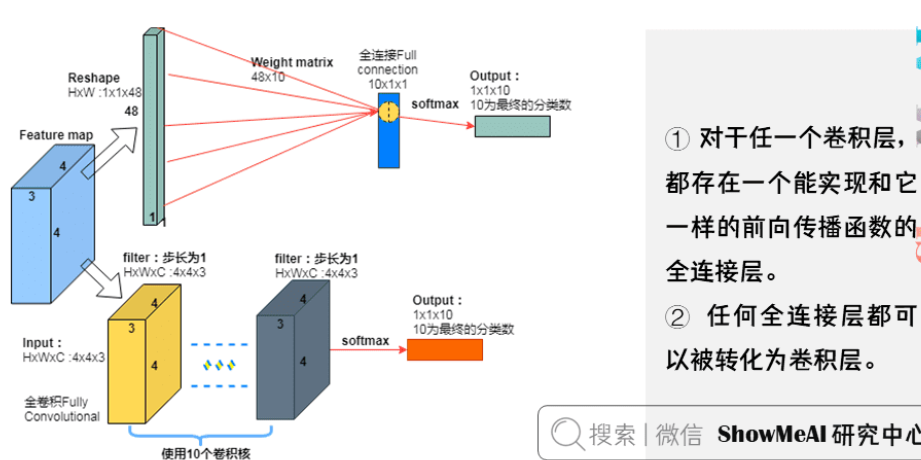 Reshape
HxW :1x1x48
48
1
1
Weight matrix
48x10
全连接Full
connection
10x1x1
softmax
Output：
1x1x10
10为最终的分类数
Feature map
4
3
4
filter：步长为1
HxWxC :4x4x3
filter：步长为1
HxWxC :4x4x3
4
3
4
4
3
4
Input：
HxWxC :4x4x3
softmax
Output：
1x1x10
10为最终的分类数
全卷积Fully
Convolutional
使用10个卷积核
① 对于任一个卷积层，
都存在一个能实现和它
一样的前向传播函数的
全连接层。
② 任何全连接层都可
以被转化为卷积层。
搜索 | 微信 ShowMeAI 研究中心